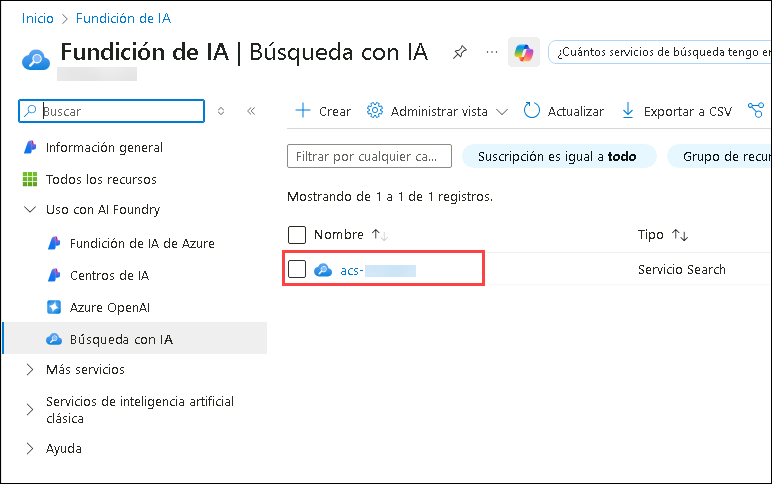 Inicio > Fundición de IA
Fundición de IA | Búsqueda con IA
¿Cuántos servicios de búsqueda tengo en
Buscar
Crear
Administrar vista
Actualizar
Exportar a CSV
Información general
Todos los recursos
Uso con AI Foundry
Fundición de IA de Azure
Centros de IA
Azure OpenAI
Búsqueda con IA
Más servicios
Servicios de inteligencia artificial
clásica
Ayuda
Filtrar por cualquier ca...
Suscripción es igual a todo
Grupo de recur
Mostrando de 1 a 1 de 1 registros.
Nombre ↑↓
Tipo ↑↓
acs-
Servicio Search